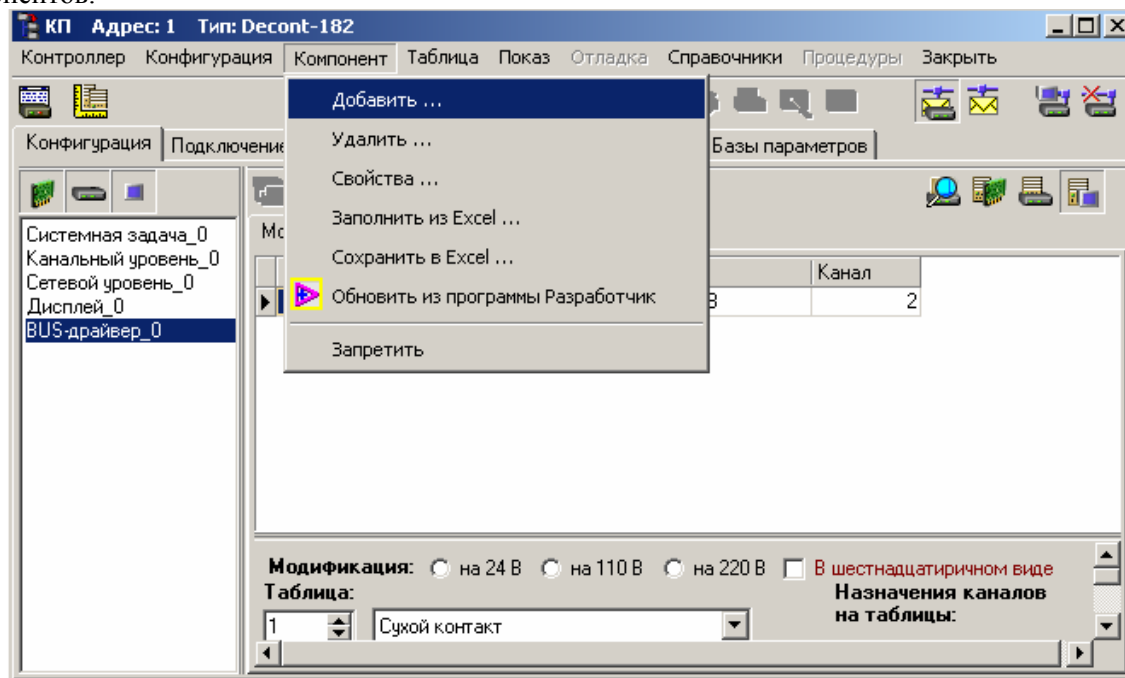 КП Адрес: 1 Тип: Decont-182
Контроллер Конфигурация Компонент Таблица Показ Отладка Справочники Процедуры Закрыть
Добавить ...
Удалить ...
Свойства ...
Заполнить из Excel ...
Сохранить в Excel ...
Обновить из программы Разработчик
Запретить
Конфигурация Базы параметров
Системная задача_0
Канальный уровень_0
Сетевой уровень_0
Дисплей_0
BUS-драйвер_0
Канал
2
Модификация: на 24 В на 110 В на 220 В В шестнадцатиричном виде
Таблица: Назначения каналов
на таблицы:
1 Сухой контакт